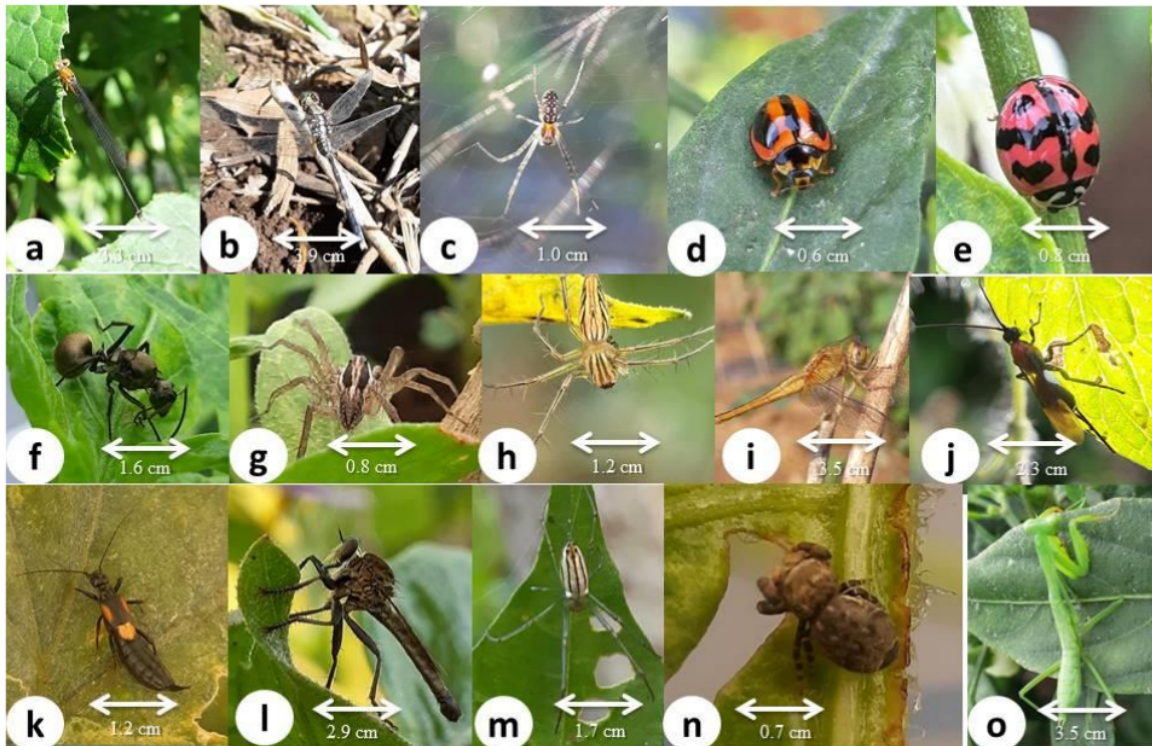 a
3.3 cm
b
3.9 cm
c
1.0 cm
d
0.6 cm
e
0.8 cm
f
1.6 cm
g
0.8 cm
h
1.2 cm
i
3.5 cm
j
2.3 cm
k
1.2 cm
l
2.9 cm
m
1.7 cm
n
0.7 cm
o
3.5 cm